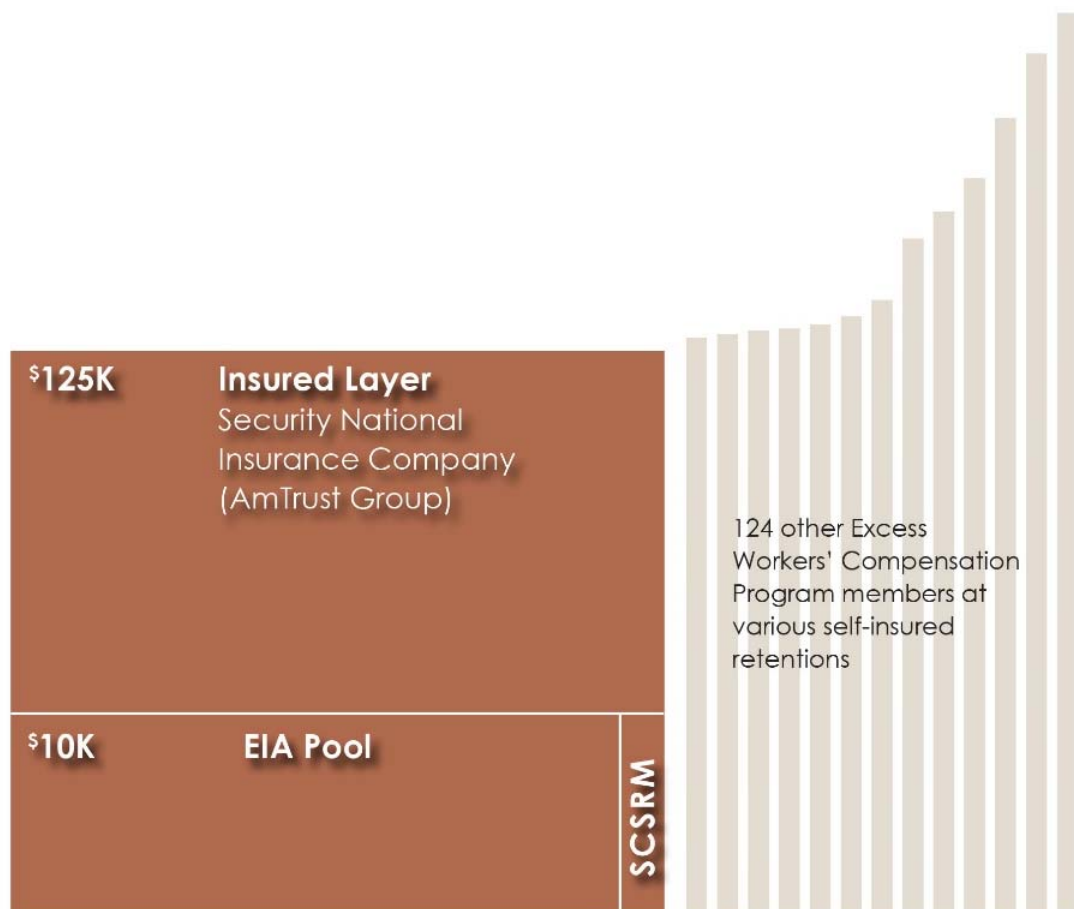 $125K
Insured Layer
Security National
Insurance Company
(AmTrust Group)
124 other Excess
Workers' Compensation
Program members at
various self-insured
retentions
$10K
EIA Pool
SCSRM